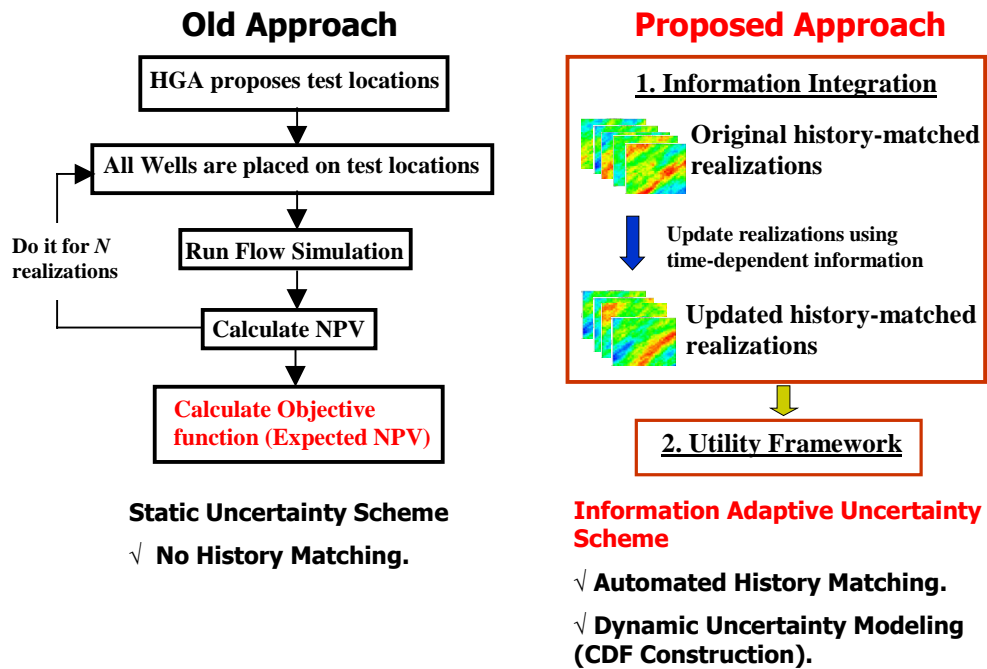 Old Approach
HGA proposes test locations
All Wells are placed on test locations
Do it for N
realizations
Run Flow Simulation
Calculate NPV
Calculate Objective
function (Expected NPV)
Static Uncertainty Scheme
√ No History Matching.
Proposed Approach
1. Information Integration
Original history-matched
realizations
Update realizations using
time-dependent information
Updated history-matched
realizations
2. Utility Framework
Information Adaptive Uncertainty
Scheme
√ Automated History Matching.
√ Dynamic Uncertainty Modeling
(CDF Construction).